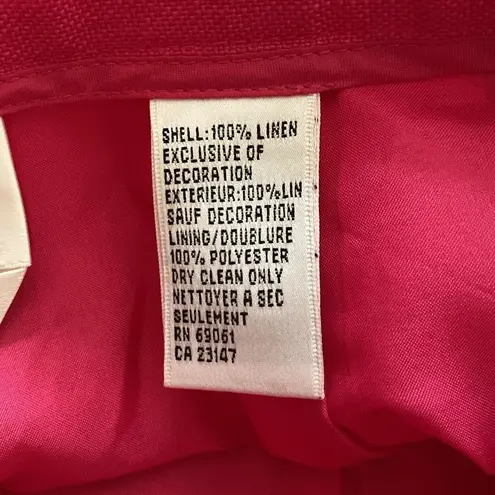 SHELL:100% LINEN
EXCLUSIVE OF
DECORATION
EXTERIEUR:100%LIN
SAUF DECORATION
LINING/DOUBLURE
100% POLYESTER
DRY CLEAN ONLY
NETTOYER A SEC
SEULEMENT
RN 69061
CA 23147